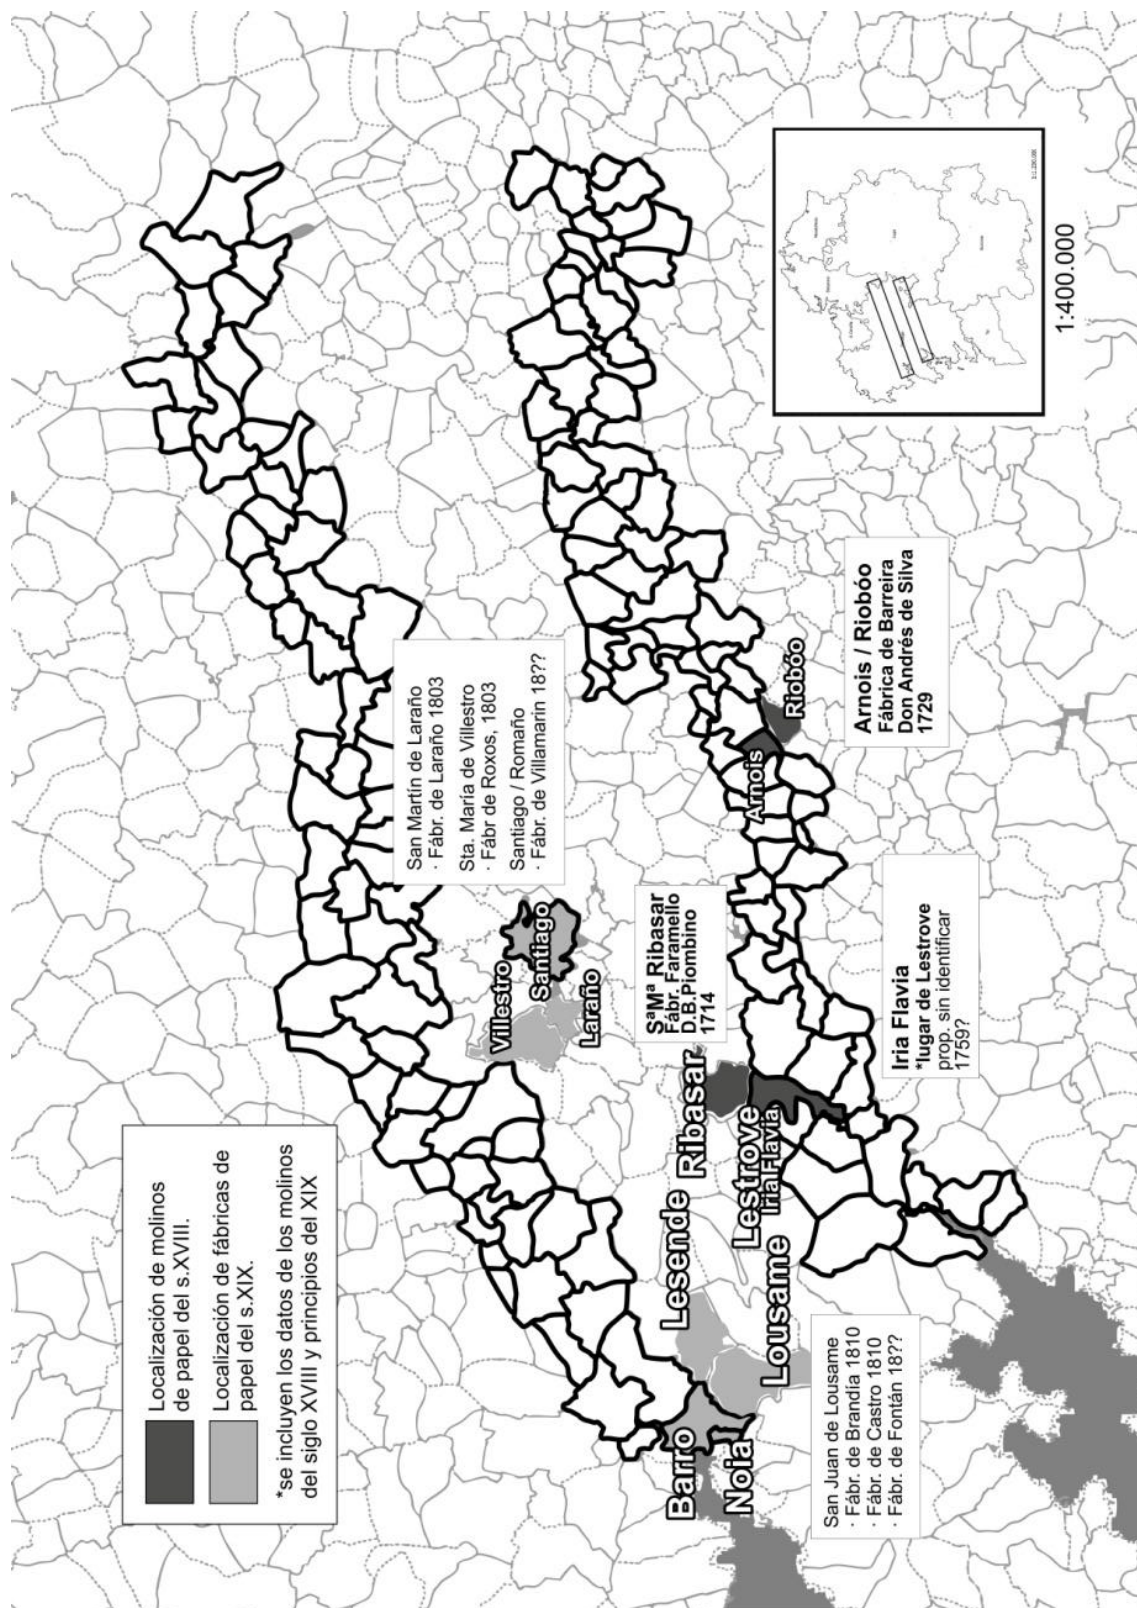 Localización de molinos
de papel del s.XVIII.
Localización de fábricas de
papel del s.XIX.
*se incluyen los datos de los molinos
del siglo XVIII y principios del XIX
San Martín de Laraño
· Fábr. de Laraño 1803
Sta. María de Villestro
· Fábr de Roxos, 1803
Santiago / Romaño
· Fábr. de Villamarin 18??
Villestro
Santiago
Laraño
SªMª Ribasar
Fábr. Faramello
D.B.Piombino
1714
Barro
Noia
Lesende
Ribasar
Lousame
Lestrove
IriaFlavia
Arnois
Riobóo
San Juan de Lousame
· Fábr. de Brandía 1810
· Fábr. de Castro 1810
· Fábr. de Fontán 18??
Iria Flavia
*lugar de Lestrove
prop. sin identificar
1759?
Arnois / Riobóo
Fábrica de Barreira
Don Andrés de Silva
1729
1:400.000